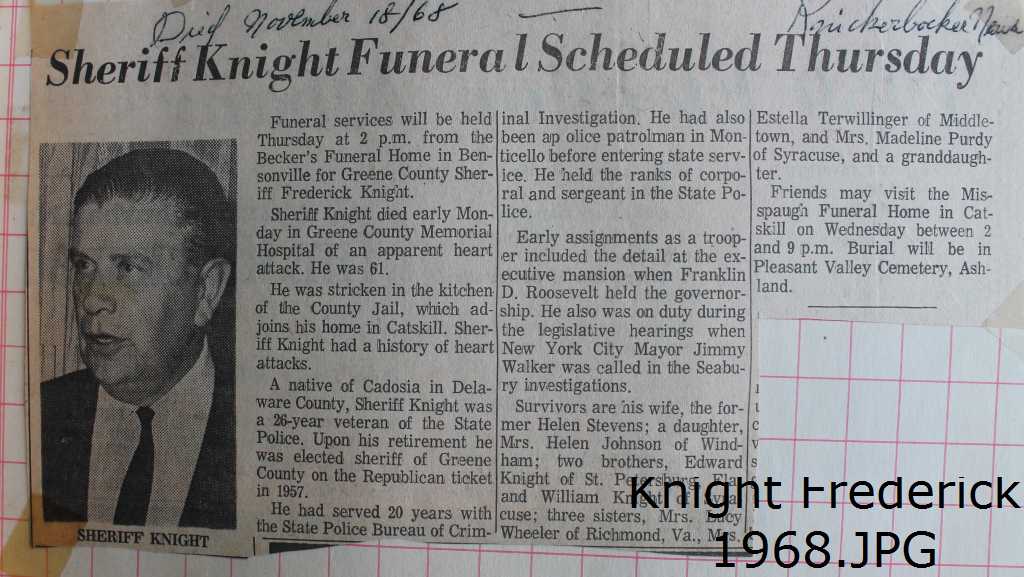 Died November 18/68
Knickerbocker News
Sheriff Knight Funeral Scheduled Thursday
Funeral services will be held
Thursday at 2 p.m. from the
Becker's Funeral Home in Ben-
sonville for Greene County Sher-
iff Frederick Knight.
Sheriff Knight died early Mon-
day in Greene County Memorial
Hospital of an apparent heart
attack. He was 61.
He was stricken in the kitchen
of the County Jail, which ad-
joins his home in Catskill. Sher-
iff Knight had a history of heart
attacks.
A native of Cadosia in Dela-
ware County, Sheriff Knight was
a 26-year veteran of the State
Police. Upon his retirement he
was elected sheriff of Greene
County on the Republican ticket
in 1957.
He had served 20 years with
the State Police Bureau of Crim-
inal Investigation. He had also
been ap olice patrolman in Mon-
ticello before entering state serv-
ice. He held the ranks of corpo-
ral and sergeant in the State Po-
lice.
Early assignments as a troop-
er included the detail at the ex-
ecutive mansion when Franklin
D. Roosevelt held the governor-
ship. He also was on duty during
the legislative hearings when
New York City Mayor Jimmy
Walker was called in the Seabu-
ry investigations.
Survivors are his wife, the for-
mer Helen Stevens; a daughter,
Mrs. Helen Johnson of Wind-
ham; two brothers, Edward
Knight of St. Petersburg, Fla.
and William Knight of Syra-
cuse; three sisters, Mrs. Lucy
Wheeler of Richmond, Va., Mrs.
Estella Terwillinger of Middle-
town, and Mrs. Madeline Purdy
of Syracuse, and a granddaugh-
ter.
Friends may visit the Mis-
spaugh Funeral Home in Cat-
skill on Wednesday between 2
and 9 p.m. Burial will be in
Pleasant Valley Cemetery, Ash-
land.
SHERIFF KNIGHT
Knight Frederick
1968.JPG